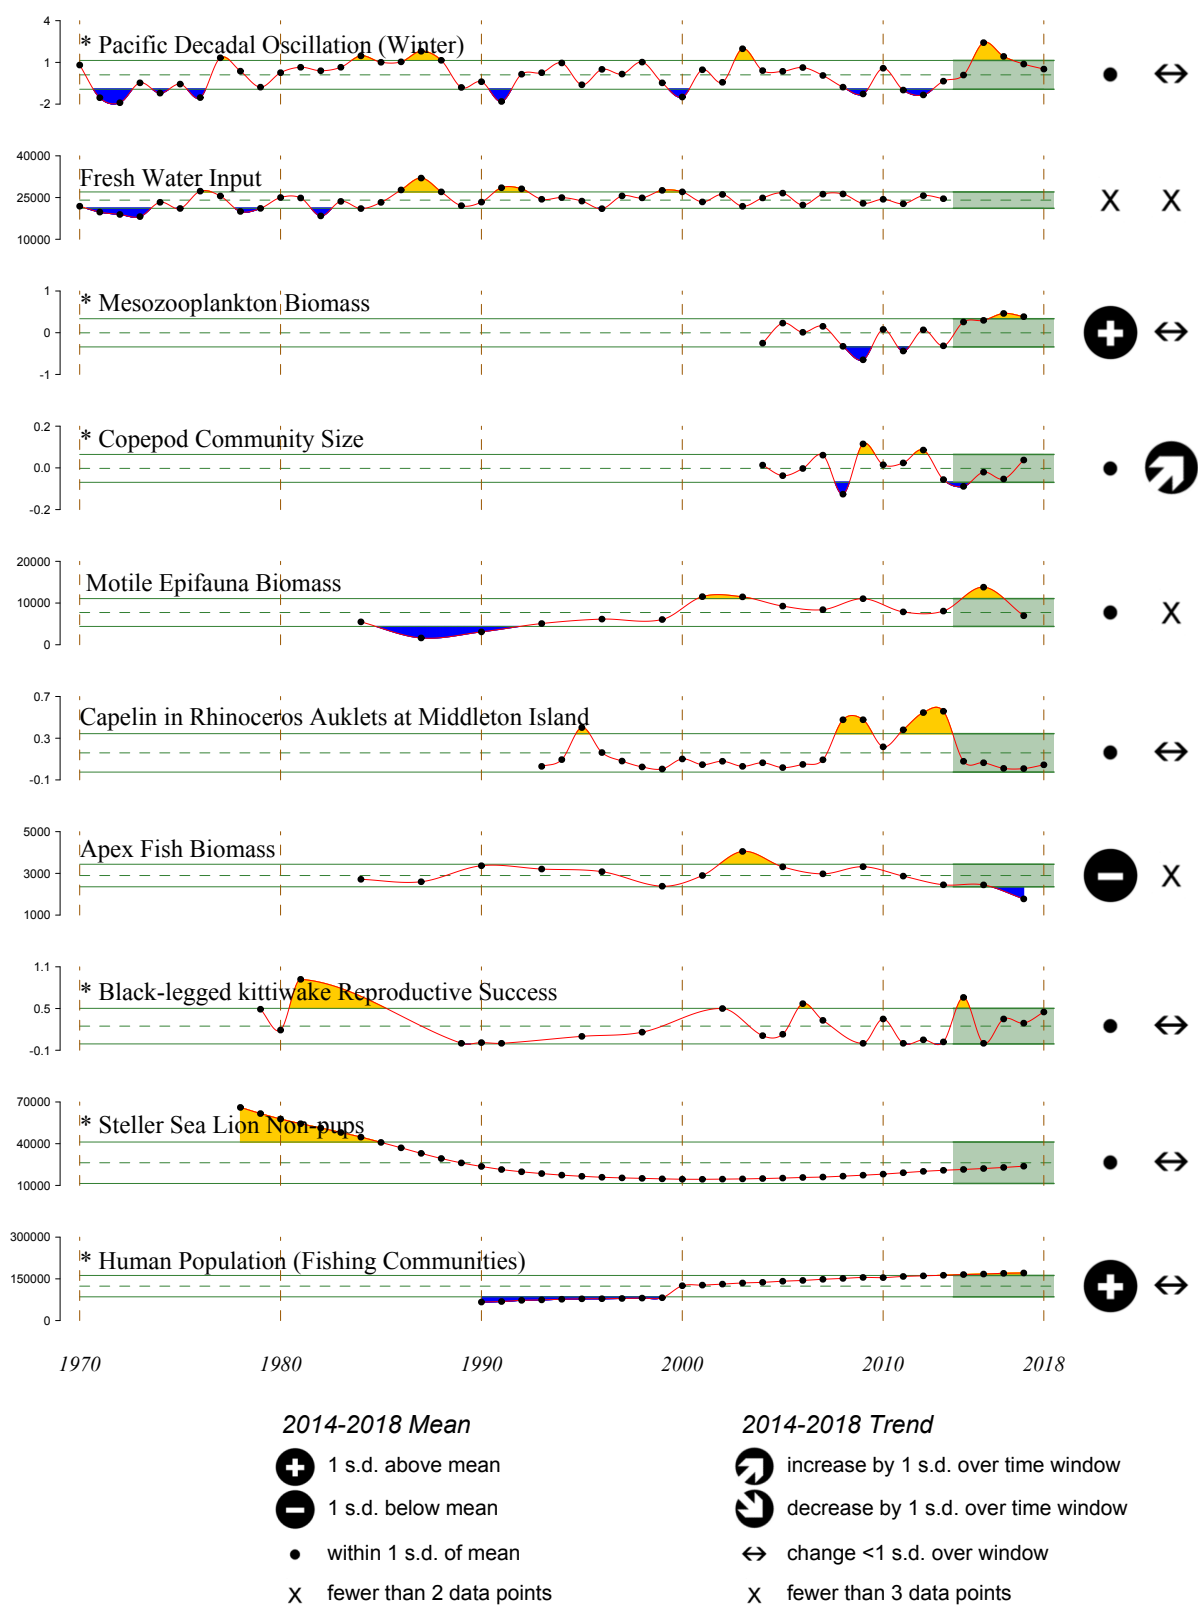 4
* Pacific Decadal Oscillation (Winter)
1
-2
40000
Fresh Water Input
25000
X X
10000
1
* Mesozooplankton Biomass
0
-1
0.2
* Copepod Community Size
0.0
-0.2
20000
Motile Epifauna Biomass
10000
X
0
0.7
Capelin in Rhinoceros Auklets at Middleton Island
0.3
-0.1
5000
Apex Fish Biomass
3000
X
1000
1.1
* Black-legged kittiwake Reproductive Success
0.5
-0.1
70000
* Steller Sea Lion Non-pups
40000
10000
300000
* Human Population (Fishing Communities)
150000
0
1970 1980 1990 2000 2010 2018
2014-2018 Mean
1 s.d. above mean
1 s.d. below mean
within 1 s.d. of mean
X fewer than 2 data points
2014-2018 Trend
increase by 1 s.d. over time window
decrease by 1 s.d. over time window
change <1 s.d. over window
X fewer than 3 data points